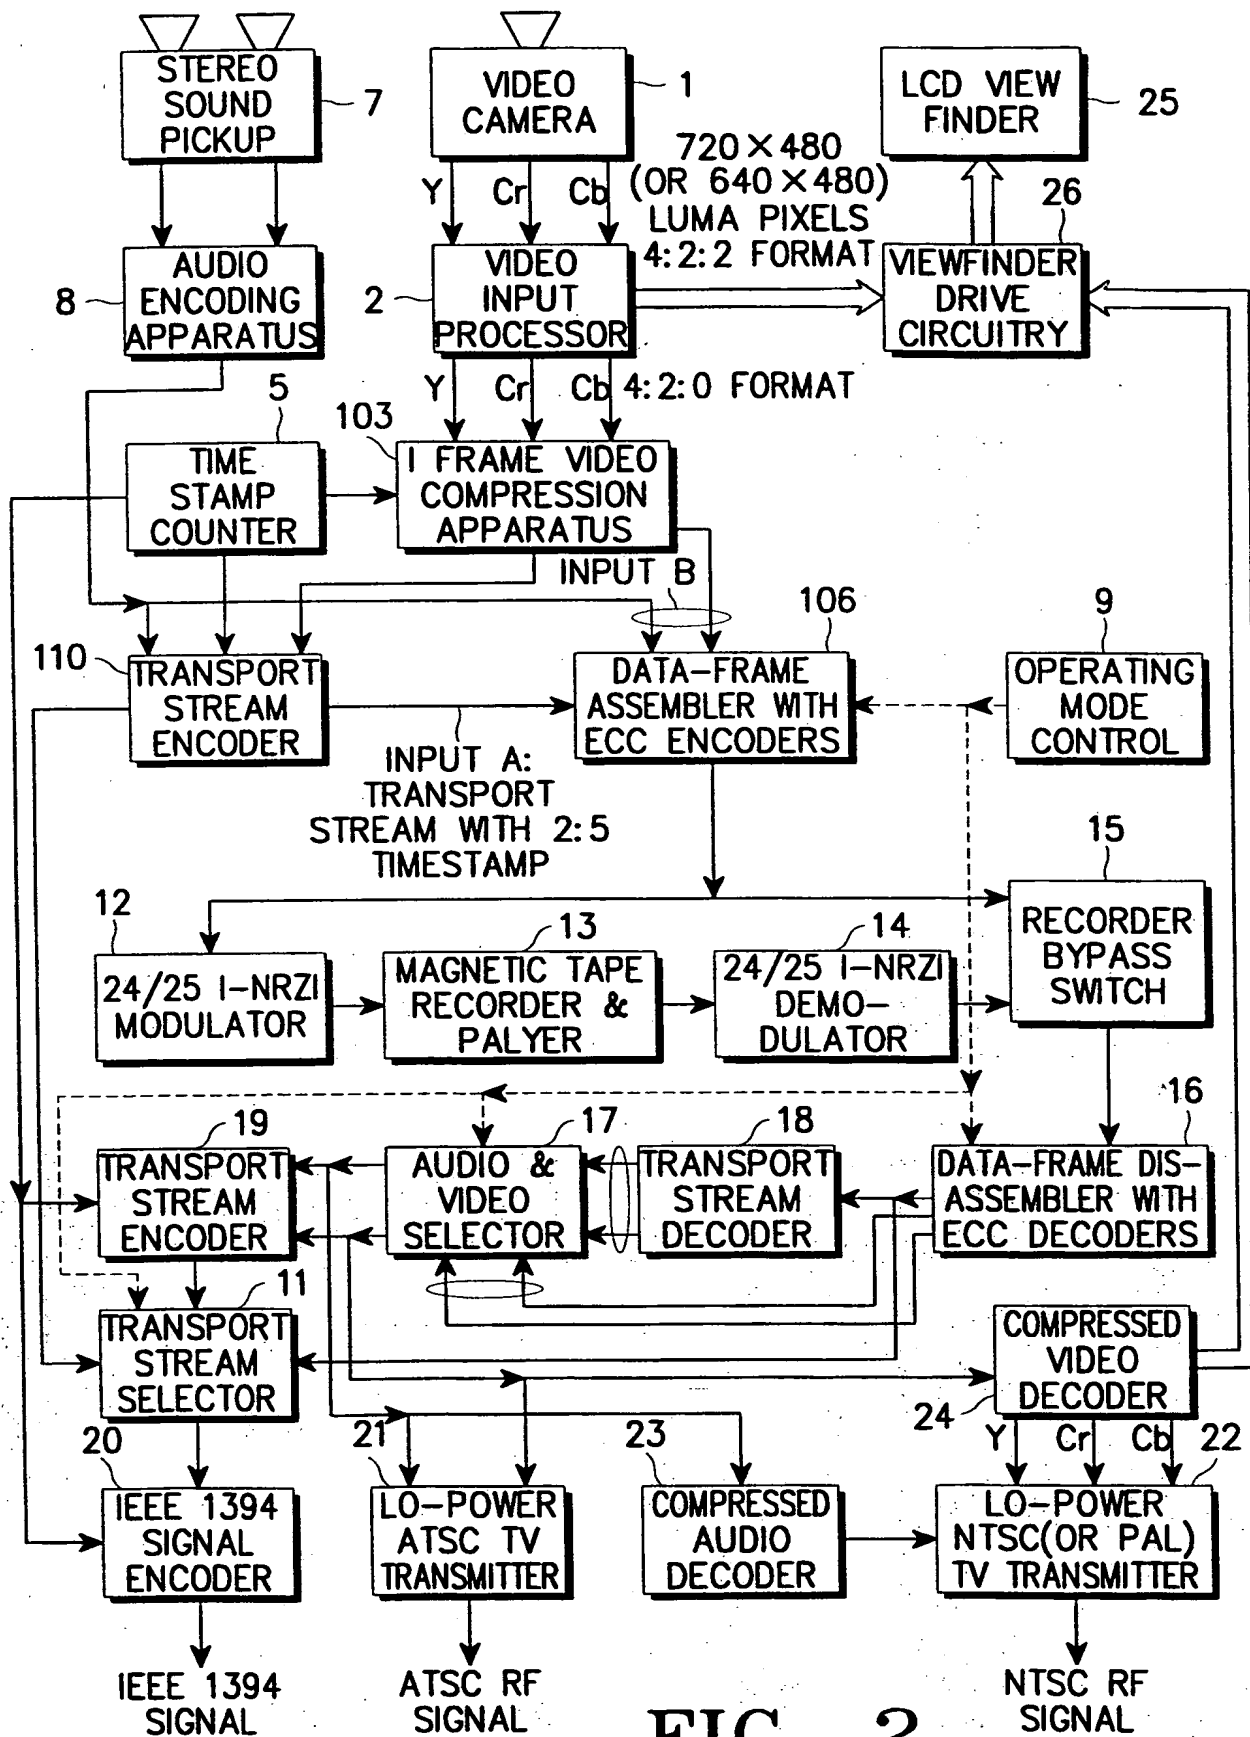 STEREO
SOUND
PICKUP
7
VIDEO
CAMERA
1
LCD VIEW
FINDER
25
720×480
(OR 640×480)
LUMA PIXELS
4:2:2 FORMAT
Y
Cr
Cb
26
AUDIO
ENCODING
APPARATUS
8
VIDEO
INPUT
PROCESSOR
2
VIEWFINDER
DRIVE
CIRCUITRY
Y
Cr
Cb
4:2:0 FORMAT
5
103
TIME
STAMP
COUNTER
I FRAME VIDEO
COMPRESSION
APPARATUS
INPUT B
106
9
110
TRANSPORT
STREAM
ENCODER
DATA-FRAME
ASSEMBLER WITH
ECC ENCODERS
OPERATING
MODE
CONTROL
INPUT A:
TRANSPORT
STREAM WITH 2:5
TIMESTAMP
15
12
13
14
24/25 I-NRZI
MODULATOR
MAGNETIC TAPE
RECORDER &
PALYER
24/25 I-NRZI
DEMO-
DULATOR
RECORDER
BYPASS
SWITCH
19
17
18
16
TRANSPORT
STREAM
ENCODER
AUDIO &
VIDEO
SELECTOR
TRANSPORT
STREAM
DECODER
DATA-FRAME DIS-
ASSEMBLER WITH
ECC DECODERS
11
TRANSPORT
STREAM
SELECTOR
COMPRESSED
VIDEO
DECODER
24
20
21
23
Y
Cr
Cb
22
IEEE 1394
SIGNAL
ENCODER
LO-POWER
ATSC TV
TRANSMITTER
COMPRESSED
AUDIO
DECODER
LO-POWER
NTSC(OR PAL)
TV TRANSMITTER
IEEE 1394
SIGNAL
ATSC RF
SIGNAL
NTSC RF
SIGNAL